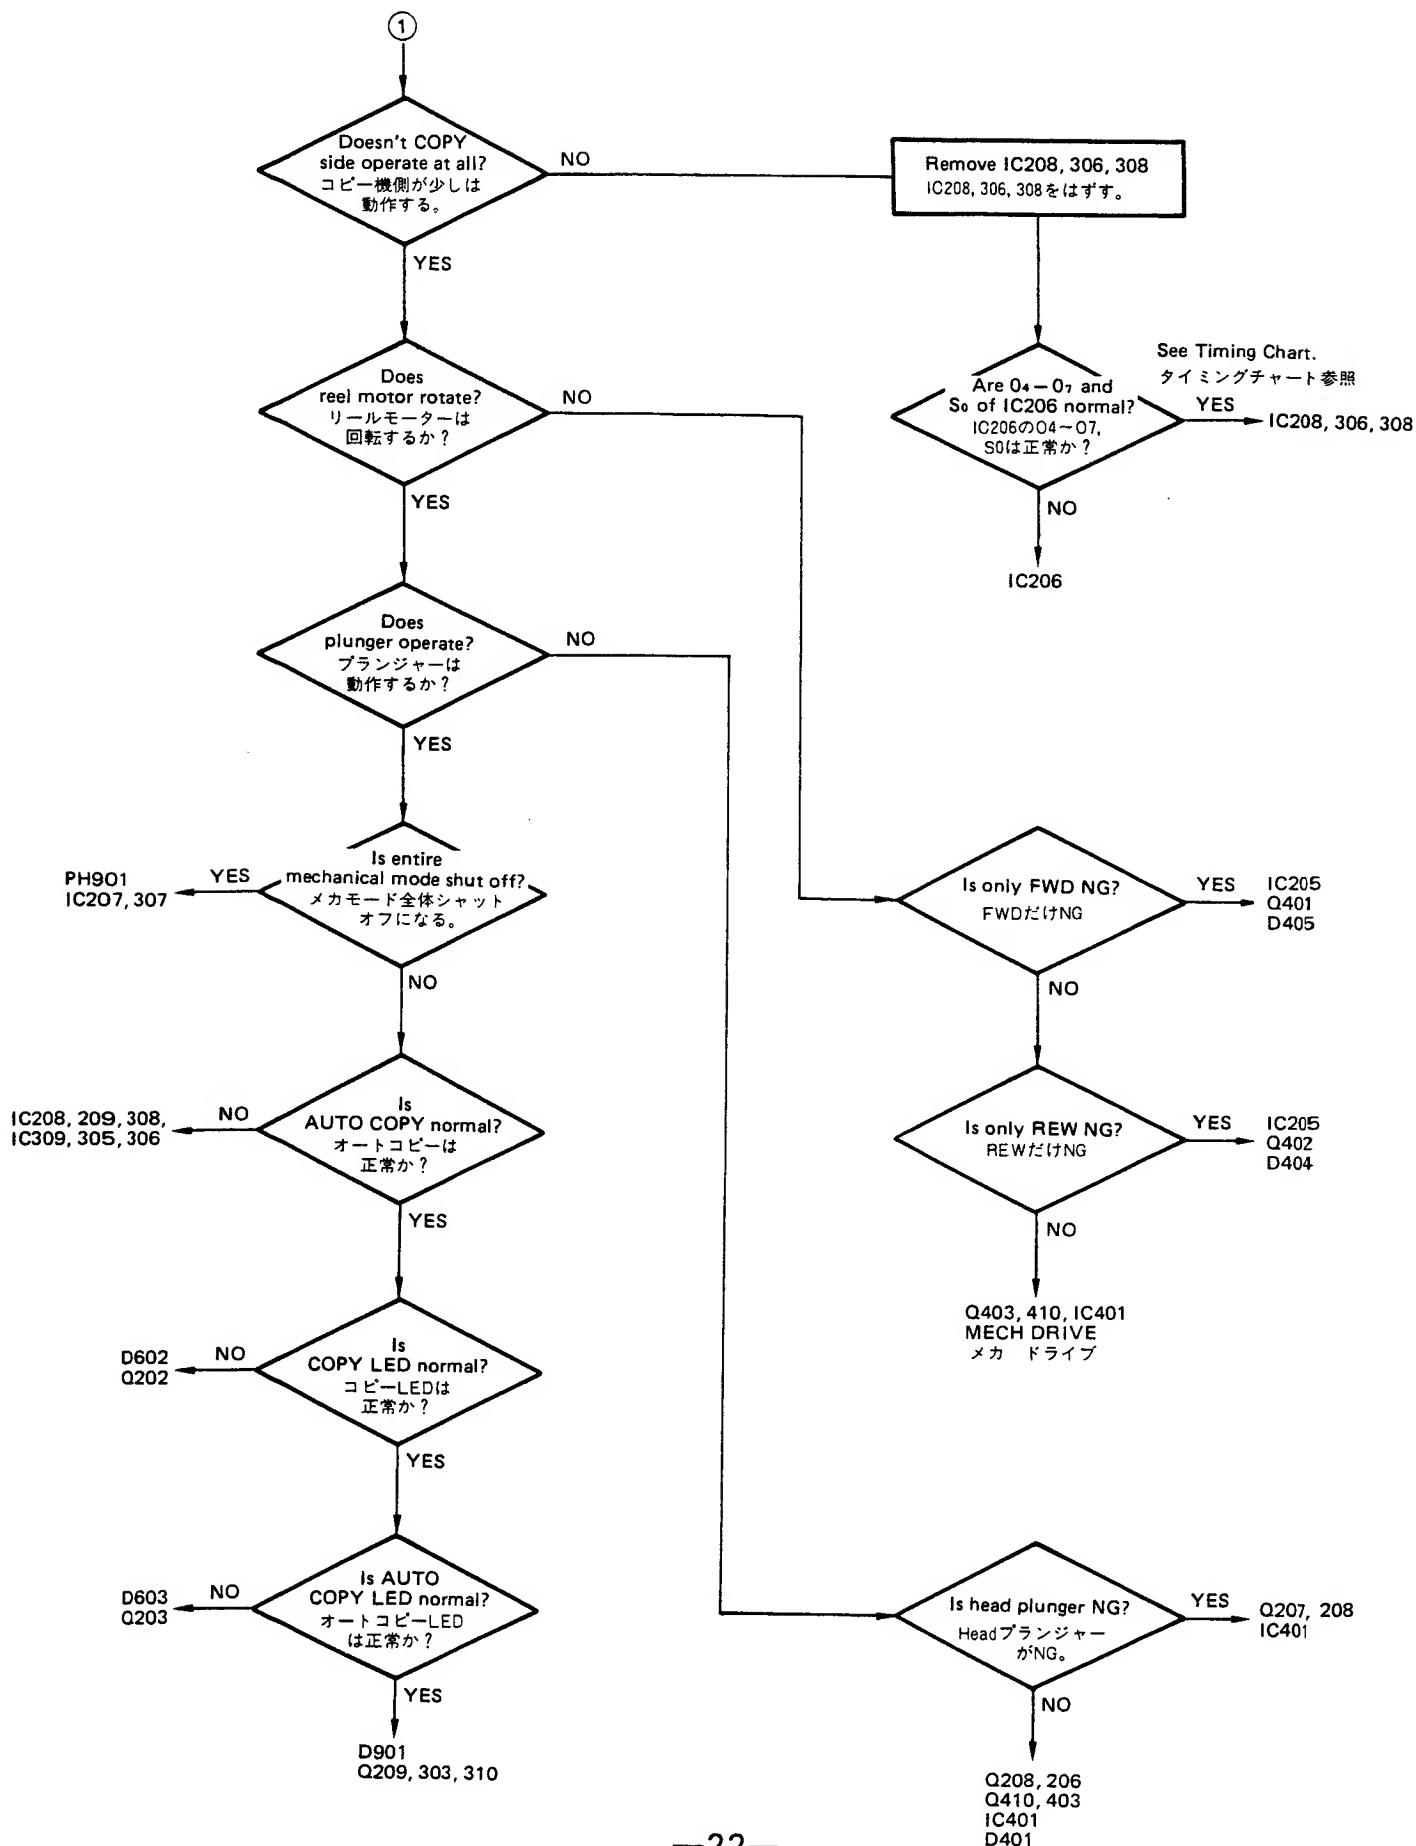 1
Doesn't COPY
side operate at all?
コピー機側が少しは
動作する。
NO
YES
Remove IC208, 306, 308
IC208, 306, 308をはずす。
Does
reel motor rotate?
リールモーターは
回転するか?
NO
YES
See Timing Chart.
タイミングチャート参照
Are O₄ – O₇ and
S₀ of IC206 normal?
IC206のO4~O7,
S0は正常か?
YES
IC208, 306, 308
NO
IC206
Does
plunger operate?
プランジャーは
動作するか?
NO
YES
Is entire
mechanical mode shut off?
メカモード全体シャット
オフになる。
YES
PH901
IC207, 307
NO
Is only FWD NG?
FWDだけNG
YES
IC205
Q401
D405
NO
Is
AUTO COPY normal?
オートコピーは
正常か?
NO
IC208, 209, 308,
IC309, 305, 306
YES
Is only REW NG?
REWだけNG
YES
IC205
Q402
D404
NO
Q403, 410, IC401
MECH DRIVE
メカ ドライブ
Is
COPY LED normal?
コピーLEDは
正常か?
NO
D602
Q202
YES
Is AUTO
COPY LED normal?
オートコピーLED
は正常か?
NO
D603
Q203
YES
D901
Q209, 303, 310
Is head plunger NG?
Headプランジャー
がNG。
YES
Q207, 208
IC401
NO
Q208, 206
Q410, 403
IC401
D401
—22—